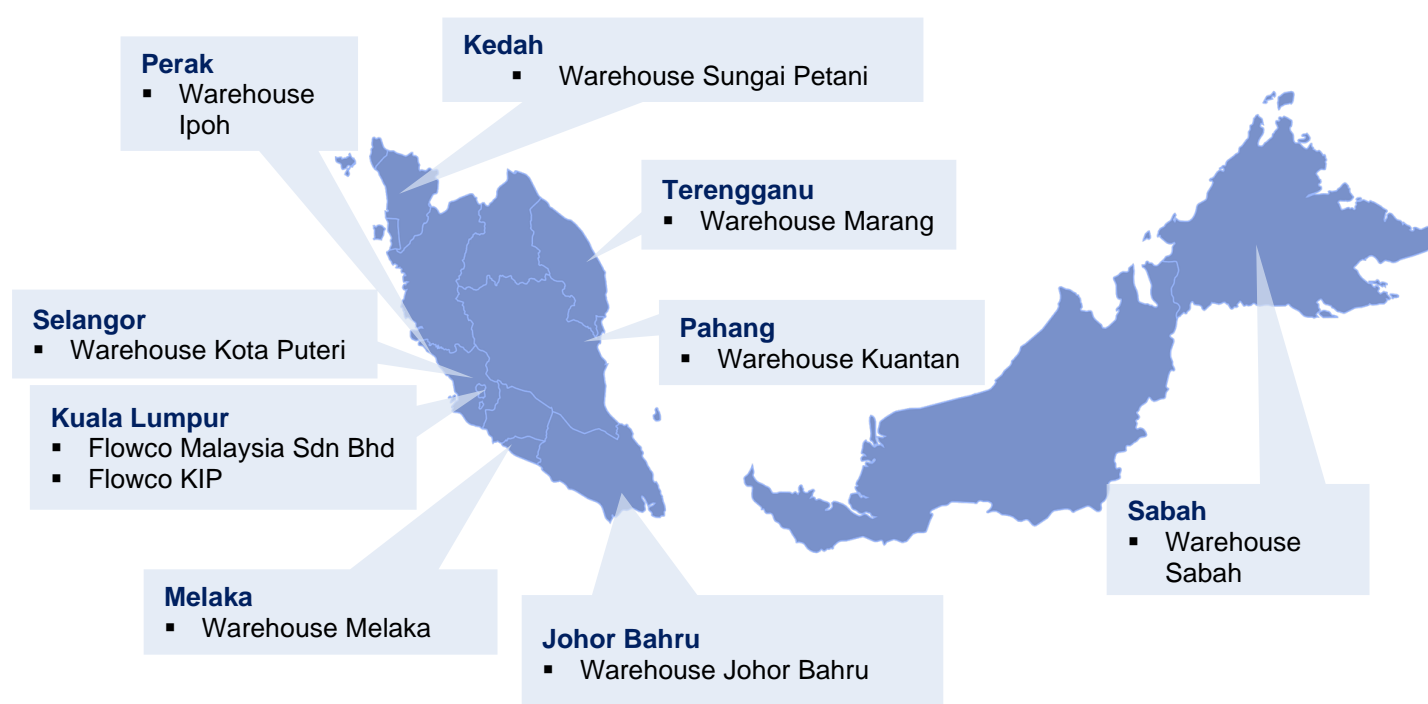 Kedah
▪ Warehouse Sungai Petani
Perak
▪ Warehouse
Ipoh
Terengganu
▪ Warehouse Marang
Selangor
▪ Warehouse Kota Puteri
Pahang
▪ Warehouse Kuantan
Kuala Lumpur
▪ Flowco Malaysia Sdn Bhd
▪ Flowco KIP
Sabah
▪ Warehouse
Sabah
Melaka
▪ Warehouse Melaka
Johor Bahru
▪ Warehouse Johor Bahru